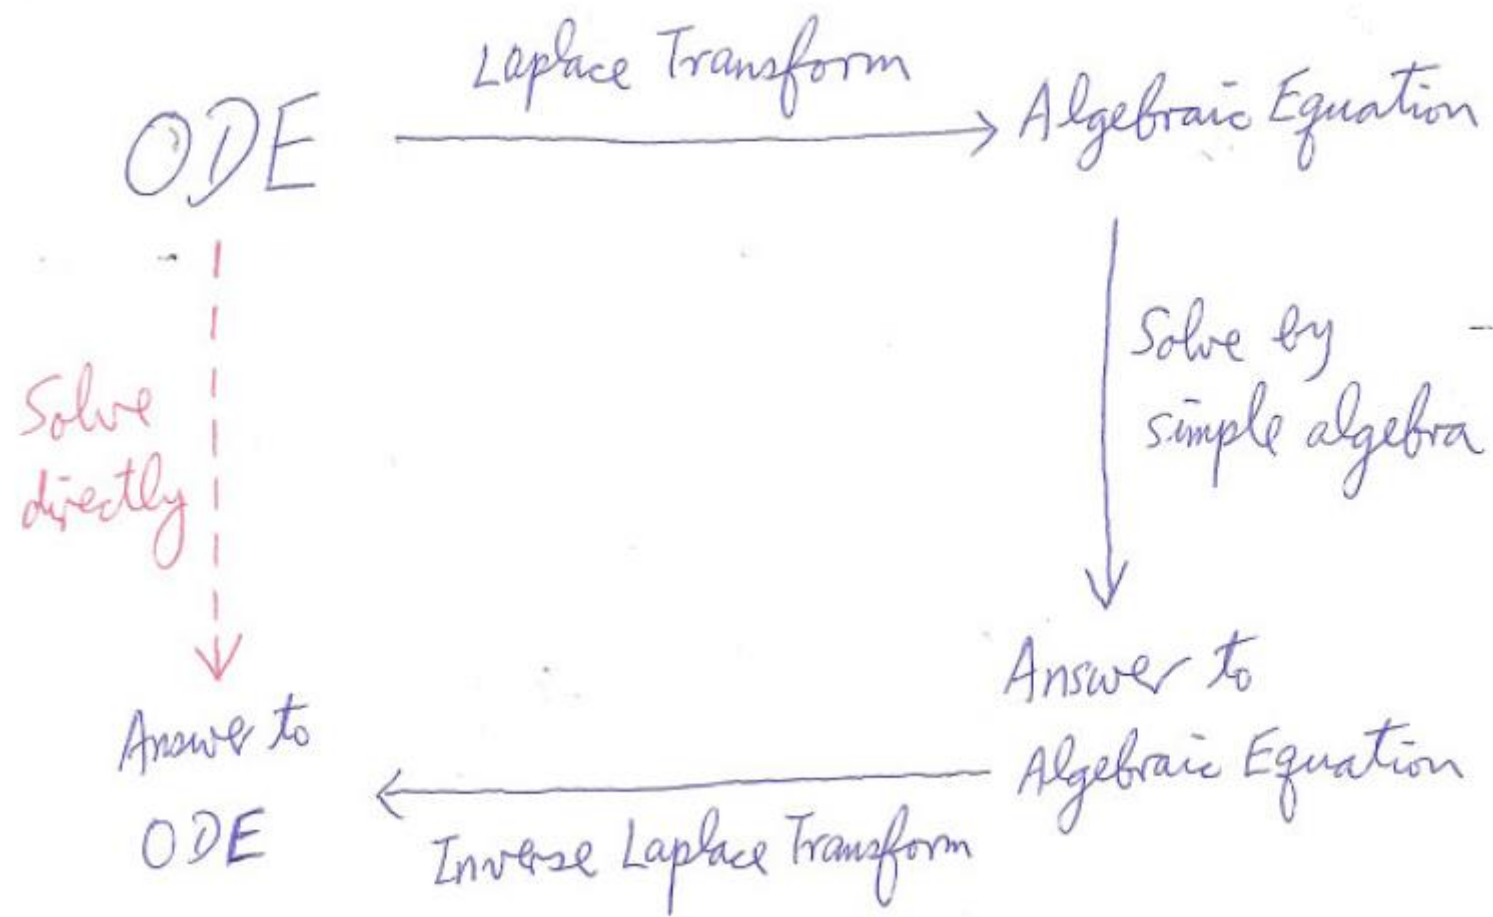 Laplace Transform
ODE
Algebraic Equation
Solve
directly
Solve by
simple algebra
Answer to
ODE
Answer to
Algebraic Equation
Inverse Laplace Transform